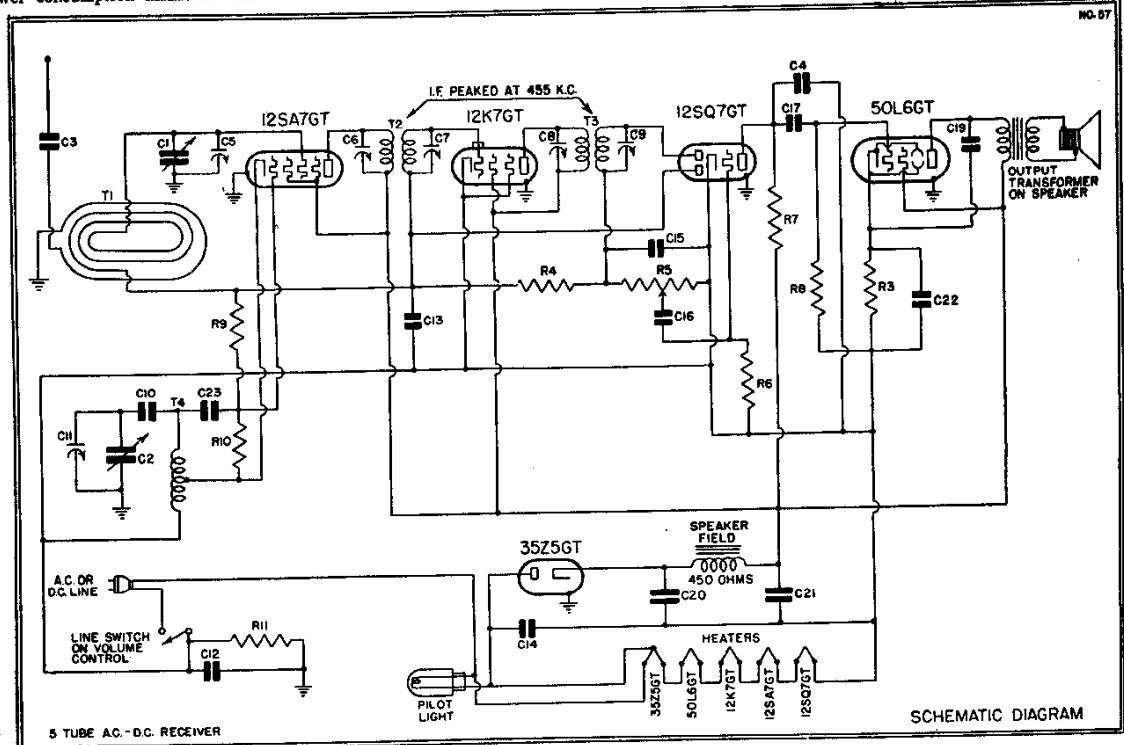 NO. 57
C4
I.F. PEAKED AT 455 K.C.
12SA7GT
12K7GT
12SQ7GT
50L6GT
C3
C1
C5
C6
T2
C7
C8
T3
C9
C17
C19
T1
OUTPUT
TRANSFORMER
ON SPEAKER
R7
C15
R4
R5
R8
R3
C22
R9
C13
C16
R6
C10
T4
C23
C11
C2
R10
SPEAKER
FIELD
35Z5GT
450 OHMS
A.C. OR
D.C. LINE
C20
C21
LINE SWITCH
ON VOLUME
CONTROL
R11
C12
C14
HEATERS
PILOT
LIGHT
35Z5GT
50L6GT
12K7GT
12SA7GT
12SQ7GT
5 TUBE A.C. - D.C. RECEIVER
SCHEMATIC DIAGRAM